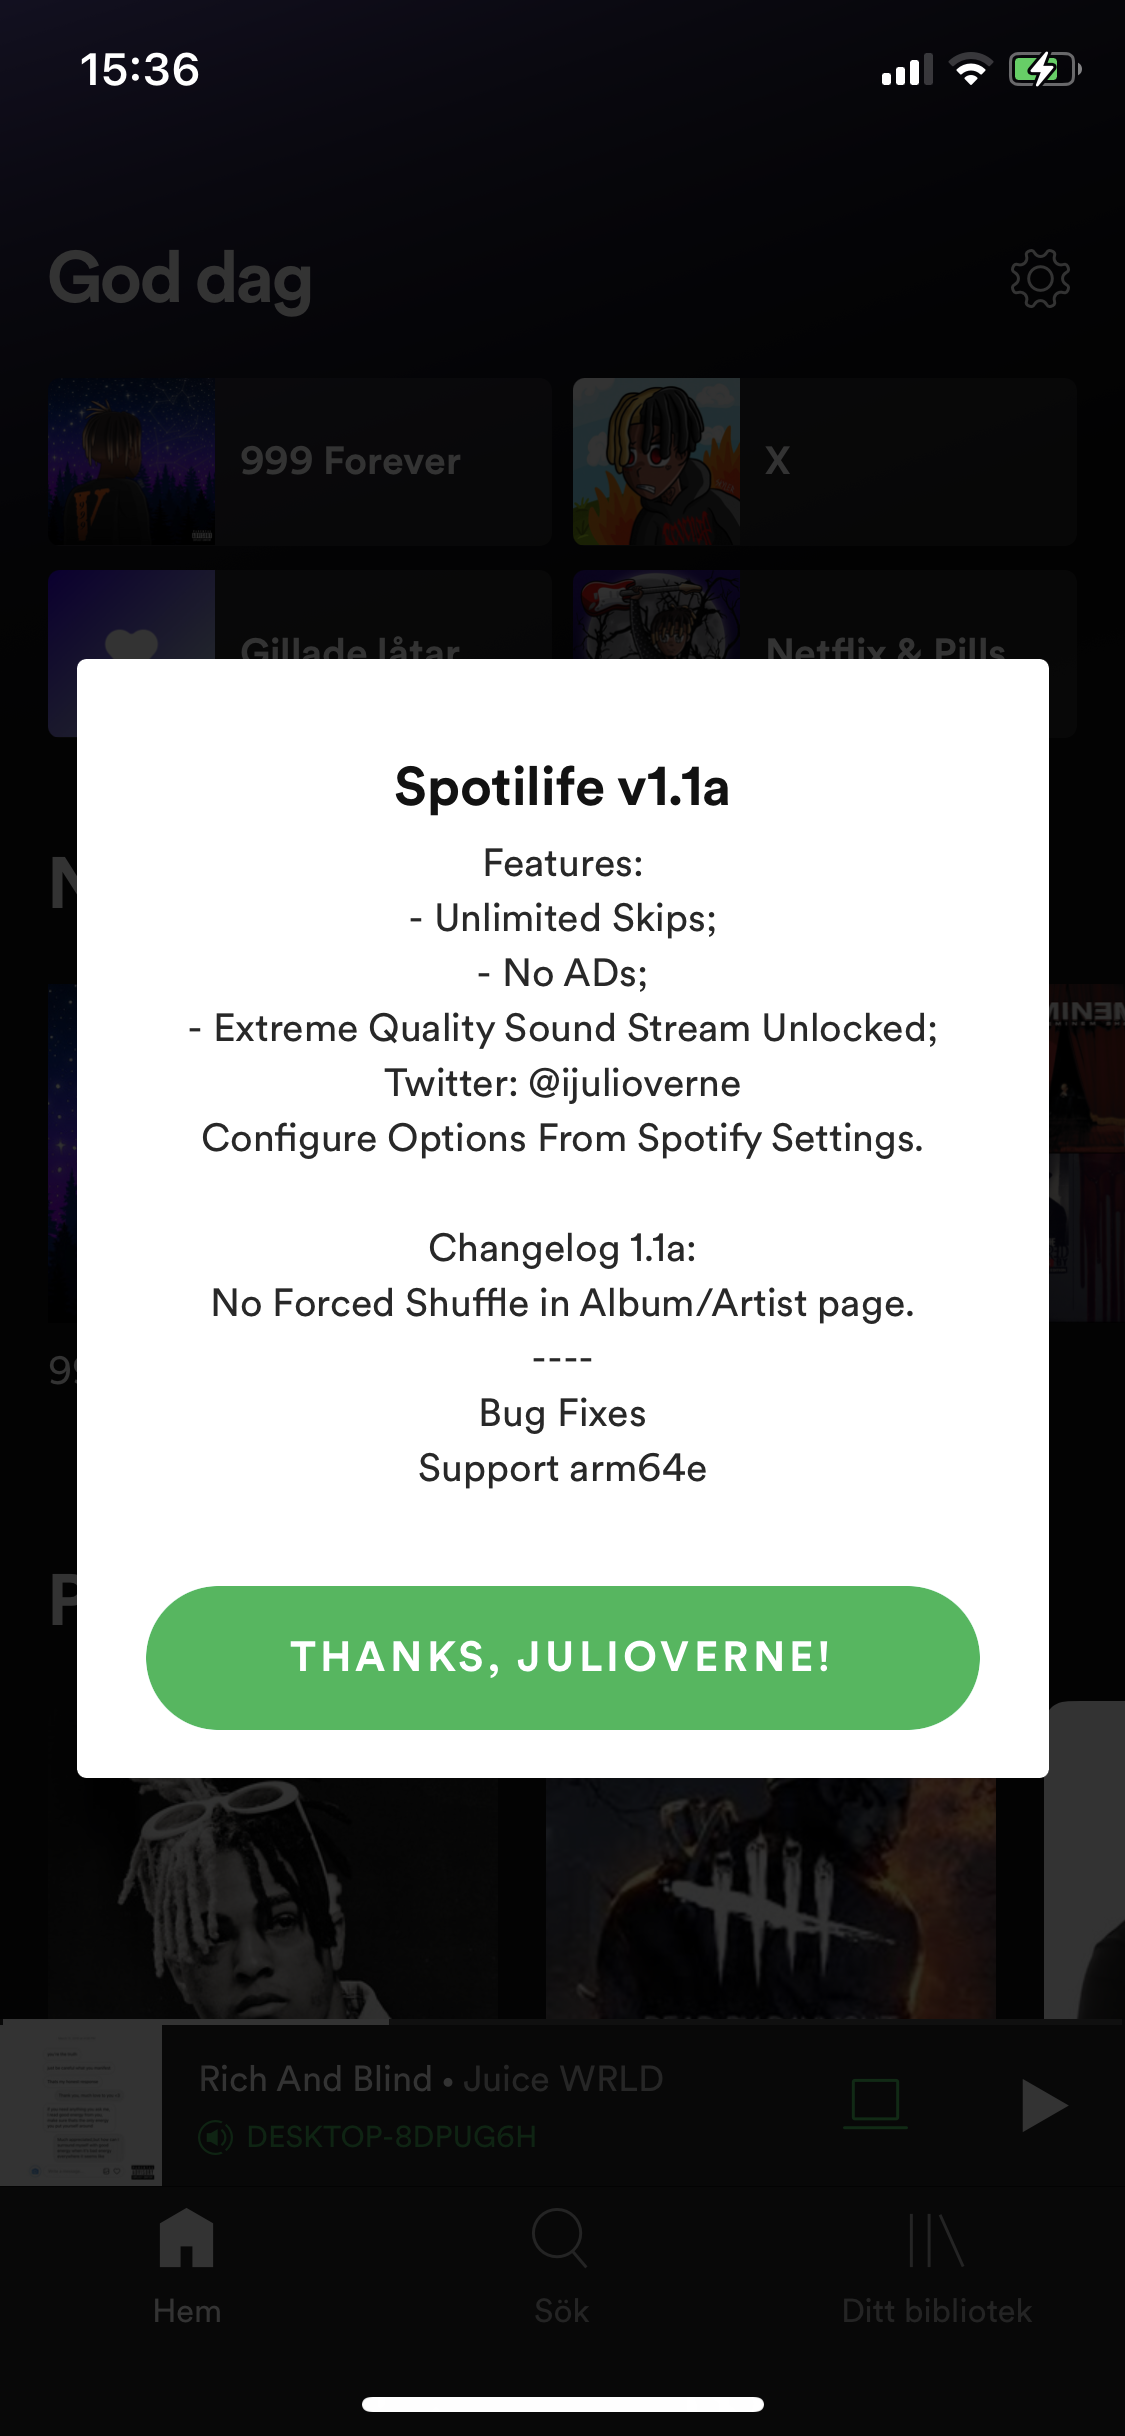 15:36
God dag
999 Forever
X
Gillade låtar
Netflix & Pills
Spotilife v1.1a
Features:
- Unlimited Skips;
- No ADs;
- Extreme Quality Sound Stream Unlocked;
Twitter: @ijulioverne
Configure Options From Spotify Settings.
Changelog 1.1a:
No Forced Shuffle in Album/Artist page.
----
Bug Fixes
Support arm64e
THANKS, JULIOVERNE!
Rich And Blind • Juice WRLD
DESKTOP-8DPUG6H
Hem
Sök
Ditt bibliotek